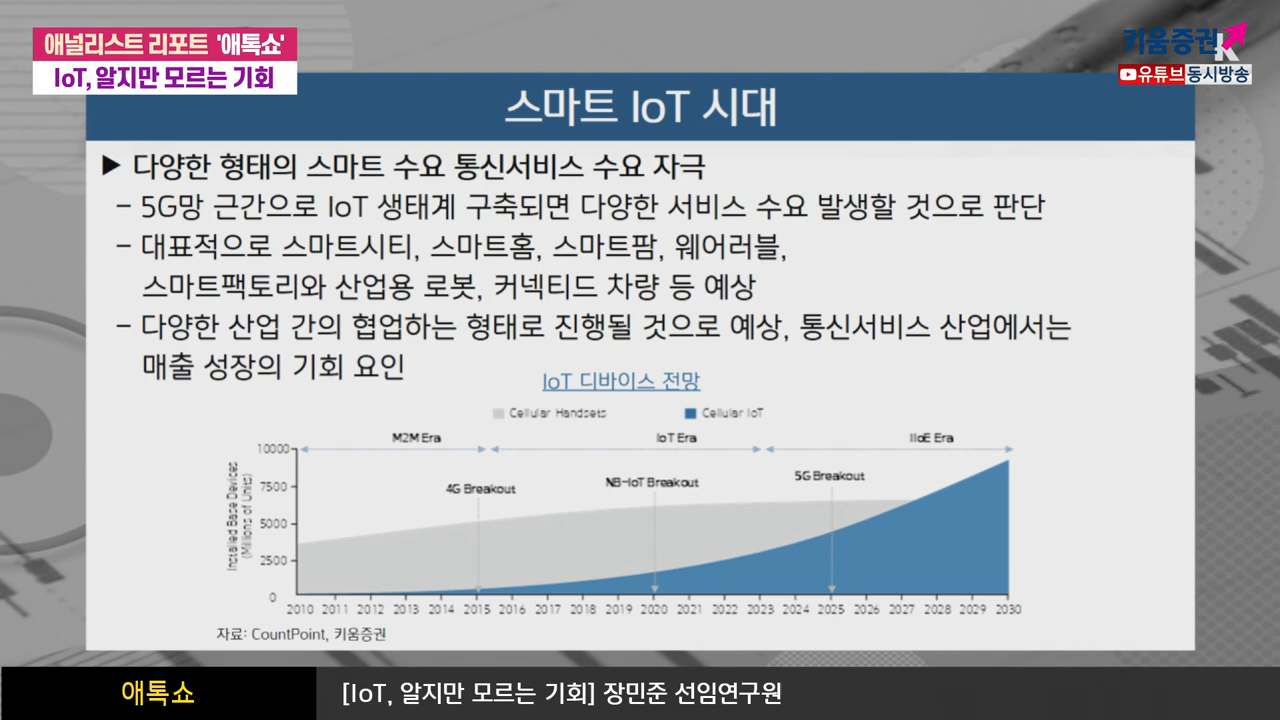 애널리스트 리포트 '애톡쇼'
IoT, 알지만 모르는 기회
키움증권
유튜브동시방송
스마트 IoT 시대
▶ 다양한 형태의 스마트 수요 통신서비스 수요 자극
- 5G망 근간으로 IoT 생태계 구축되면 다양한 서비스 수요 발생할 것으로 판단
- 대표적으로 스마트시티, 스마트홈, 스마트팜, 웨어러블,
스마트팩토리와 산업용 로봇, 커넥티드 차량 등 예상
- 다양한 산업 간의 협업하는 형태로 진행될 것으로 예상, 통신서비스 산업에서는
매출 성장의 기회 요인
IoT 디바이스 전망
Cellular Handsets Cellular IoT
M2M Era IoT Era IIoE Era
4G Breakout NB-IoT Breakout 5G Breakout
Installed Base Devices
(Millions of Units)
10000
7500
5000
2500
0
2010 2011 2012 2013 2014 2015 2016 2017 2018 2019 2020 2021 2022 2023 2024 2025 2026 2027 2028 2029 2030
자료: CountPoint, 키움증권
애톡쇼
[IoT, 알지만 모르는 기회] 장민준 선임연구원